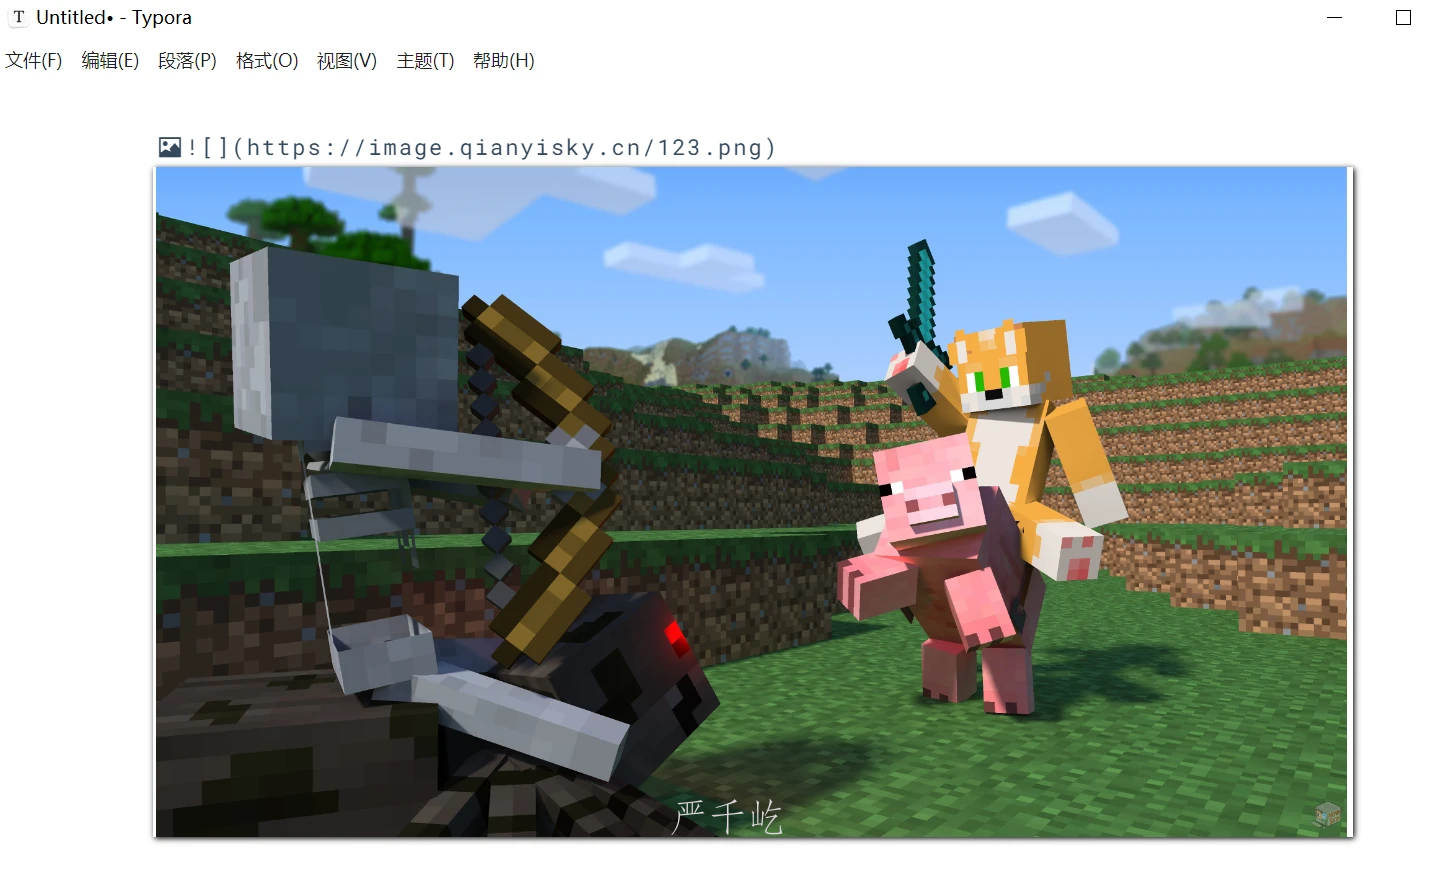 Untitled• - Typora
文件(F) 编辑(E) 段落(P) 格式(O) 视图(V) 主题(T) 帮助(H)
![](https://image.qianyisky.cn/123.png)
严千屹